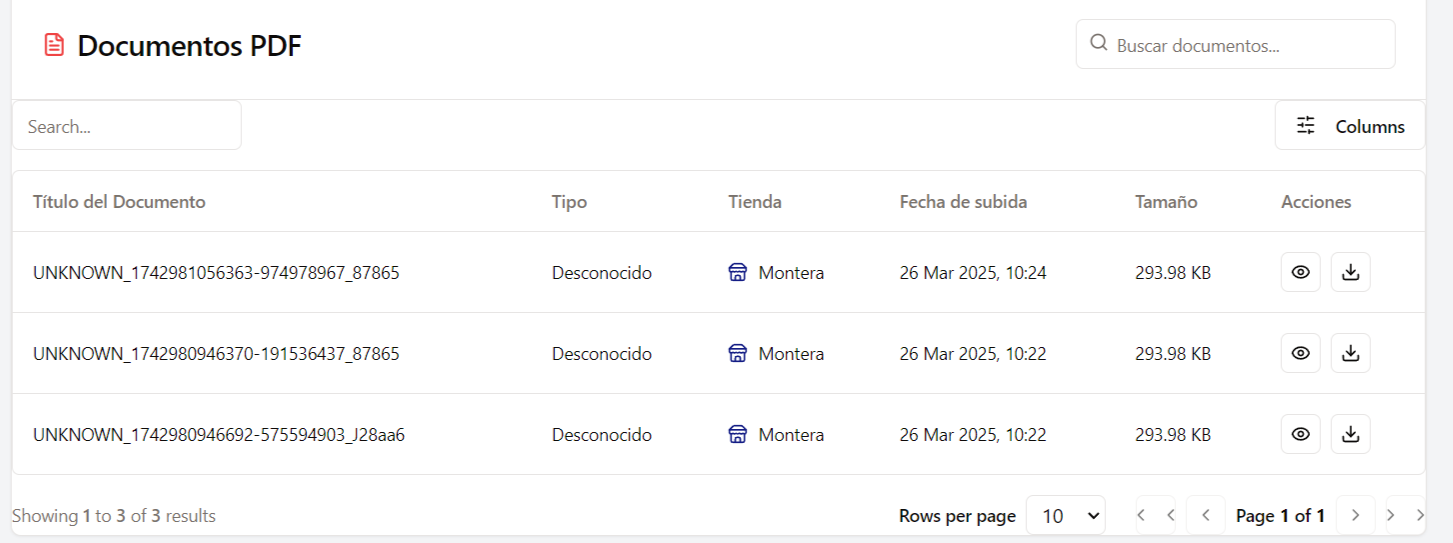 Documentos PDF
Buscar documentos...
Search...
Columns
Título del Documento Tipo Tienda Fecha de subida Tamaño Acciones
UNKNOWN_1742981056363-974978967_87865 Desconocido Montera 26 Mar 2025, 10:24 293.98 KB
UNKNOWN_1742980946370-191536437_87865 Desconocido Montera 26 Mar 2025, 10:22 293.98 KB
UNKNOWN_1742980946692-575594903_J28aa6 Desconocido Montera 26 Mar 2025, 10:22 293.98 KB
Showing 1 to 3 of 3 results Rows per page 10 Page 1 of 1